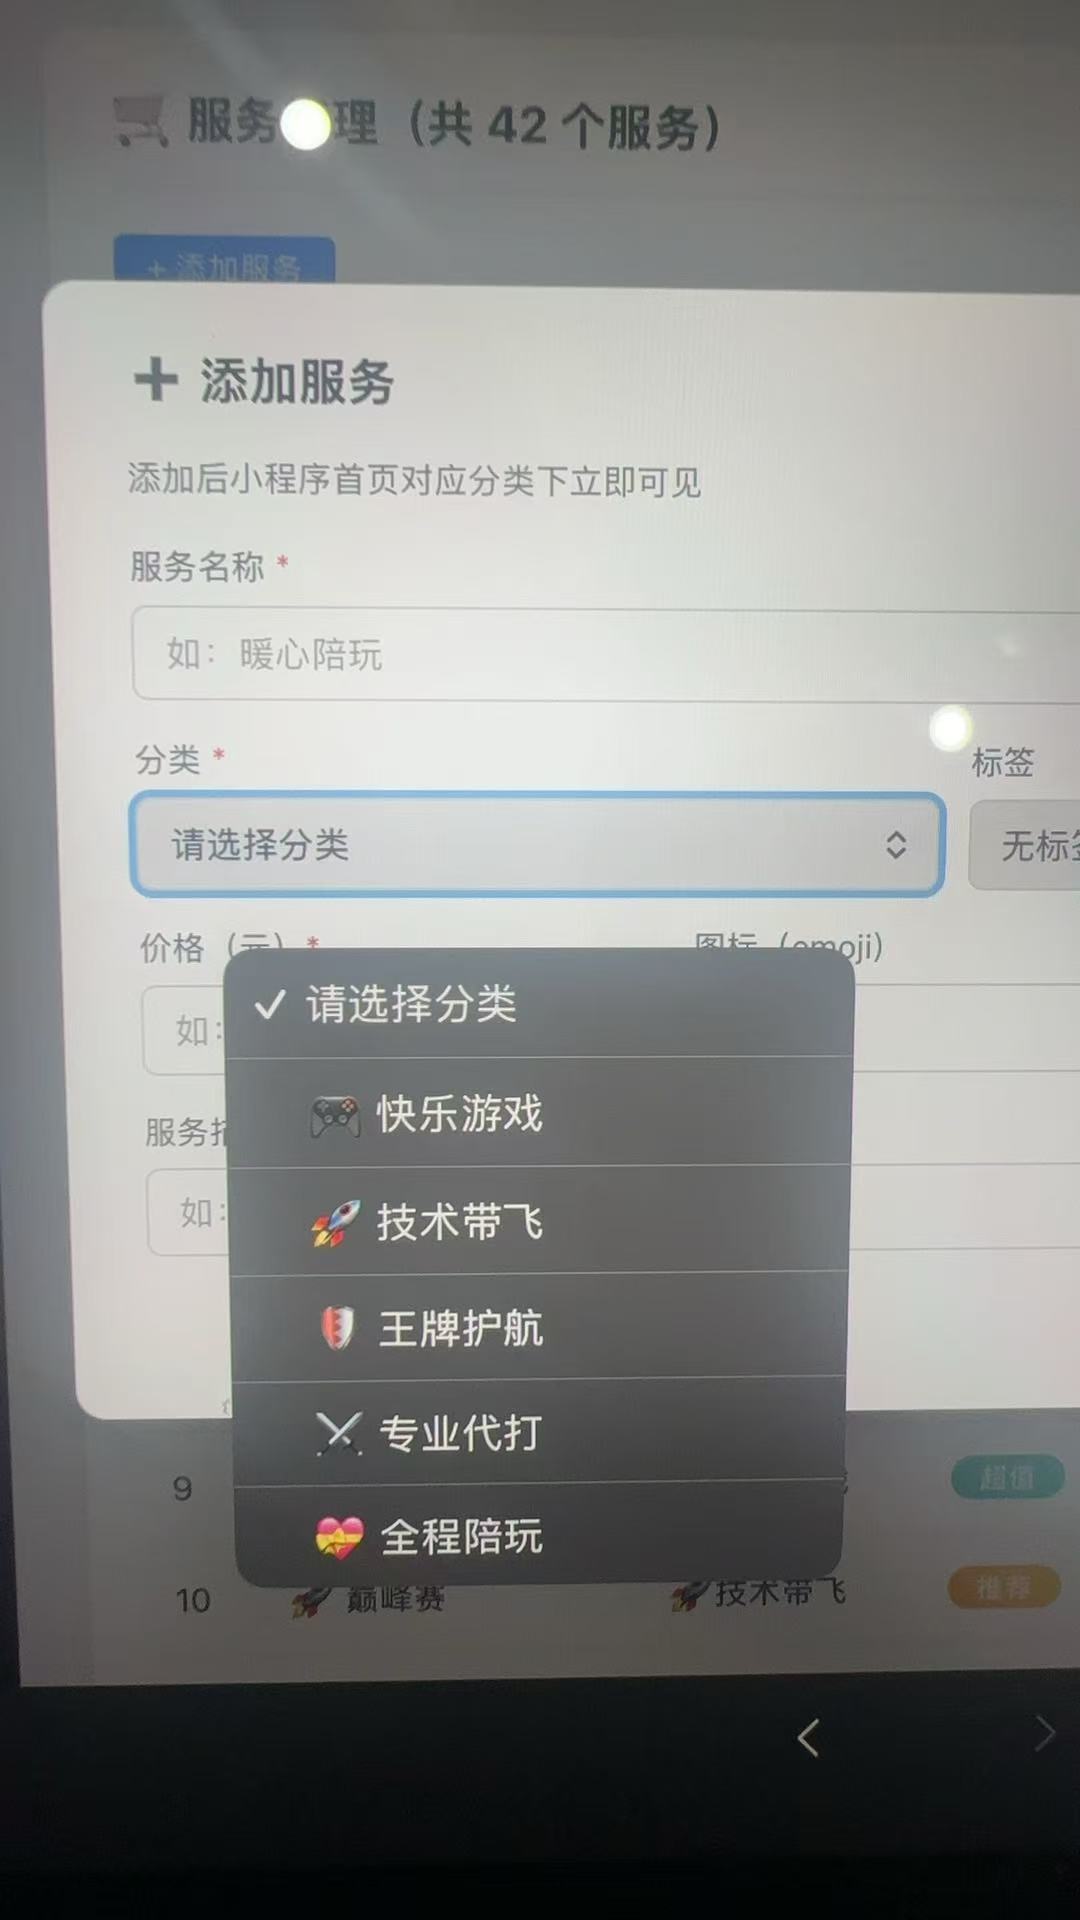 服务 理（共 42 个服务）
+ 添加服务
+ 添加服务
添加后小程序首页对应分类下立即可见
服务名称 *
如：暖心陪玩
分类 *
标签
请选择分类
无标签
价格（元）*
图标（emoji）
如：
服务
如：
✓ 请选择分类
快乐游戏
技术带飞
王牌护航
专业代打
全程陪玩
9
超值
10
巅峰赛
技术带飞
推荐